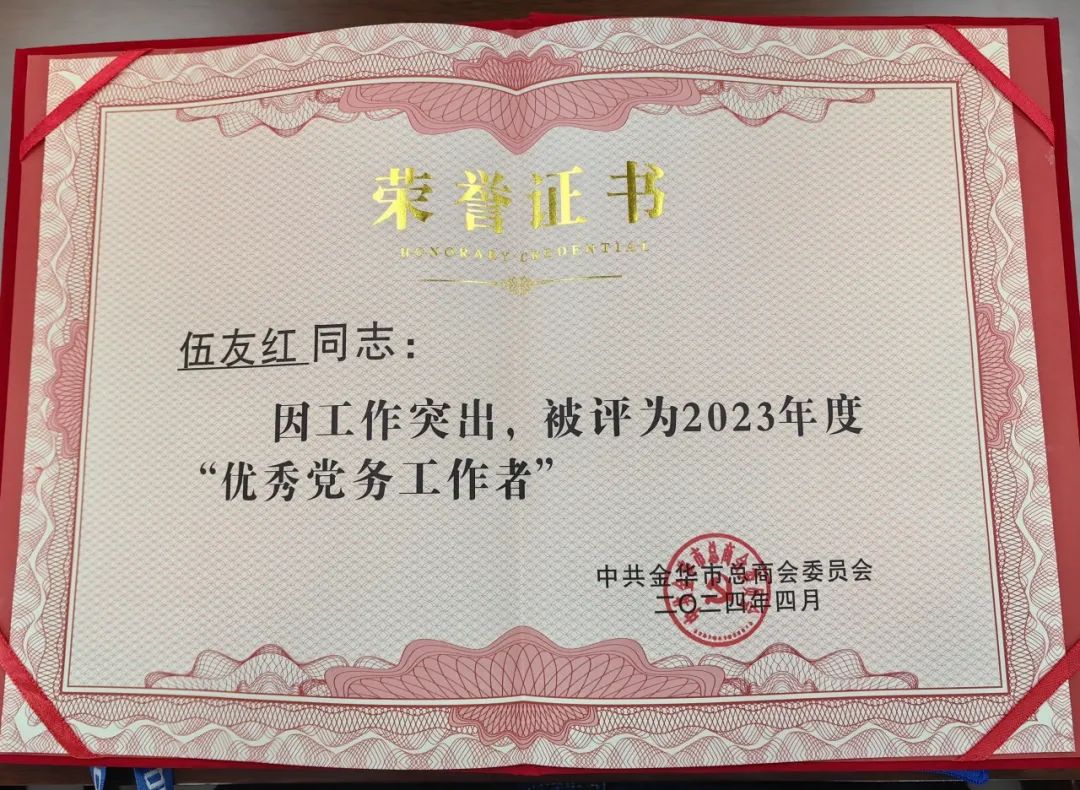 荣誉证书
HONORARY CREDENTIAL
伍友红 同志：
因工作突出，被评为2023年度
“优秀党务工作者”
中共金华市总商会委员会
二〇二四年四月